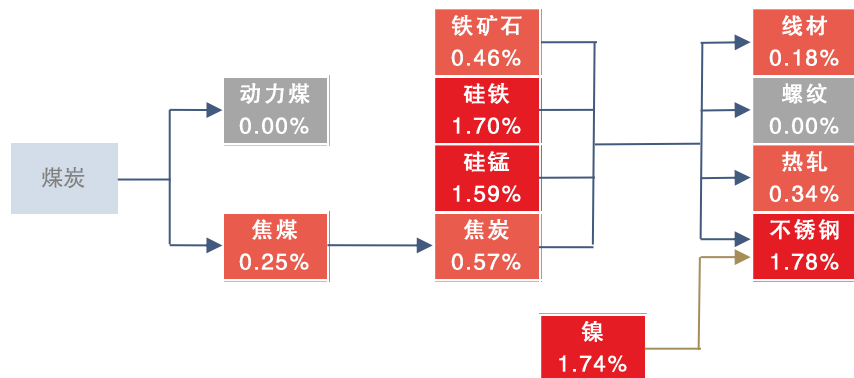 煤炭
动力煤
0.00%
焦煤
0.25%
铁矿石
0.46%
硅铁
1.70%
硅锰
1.59%
焦炭
0.57%
镍
1.74%
线材
0.18%
螺纹
0.00%
热轧
0.34%
不锈钢
1.78%